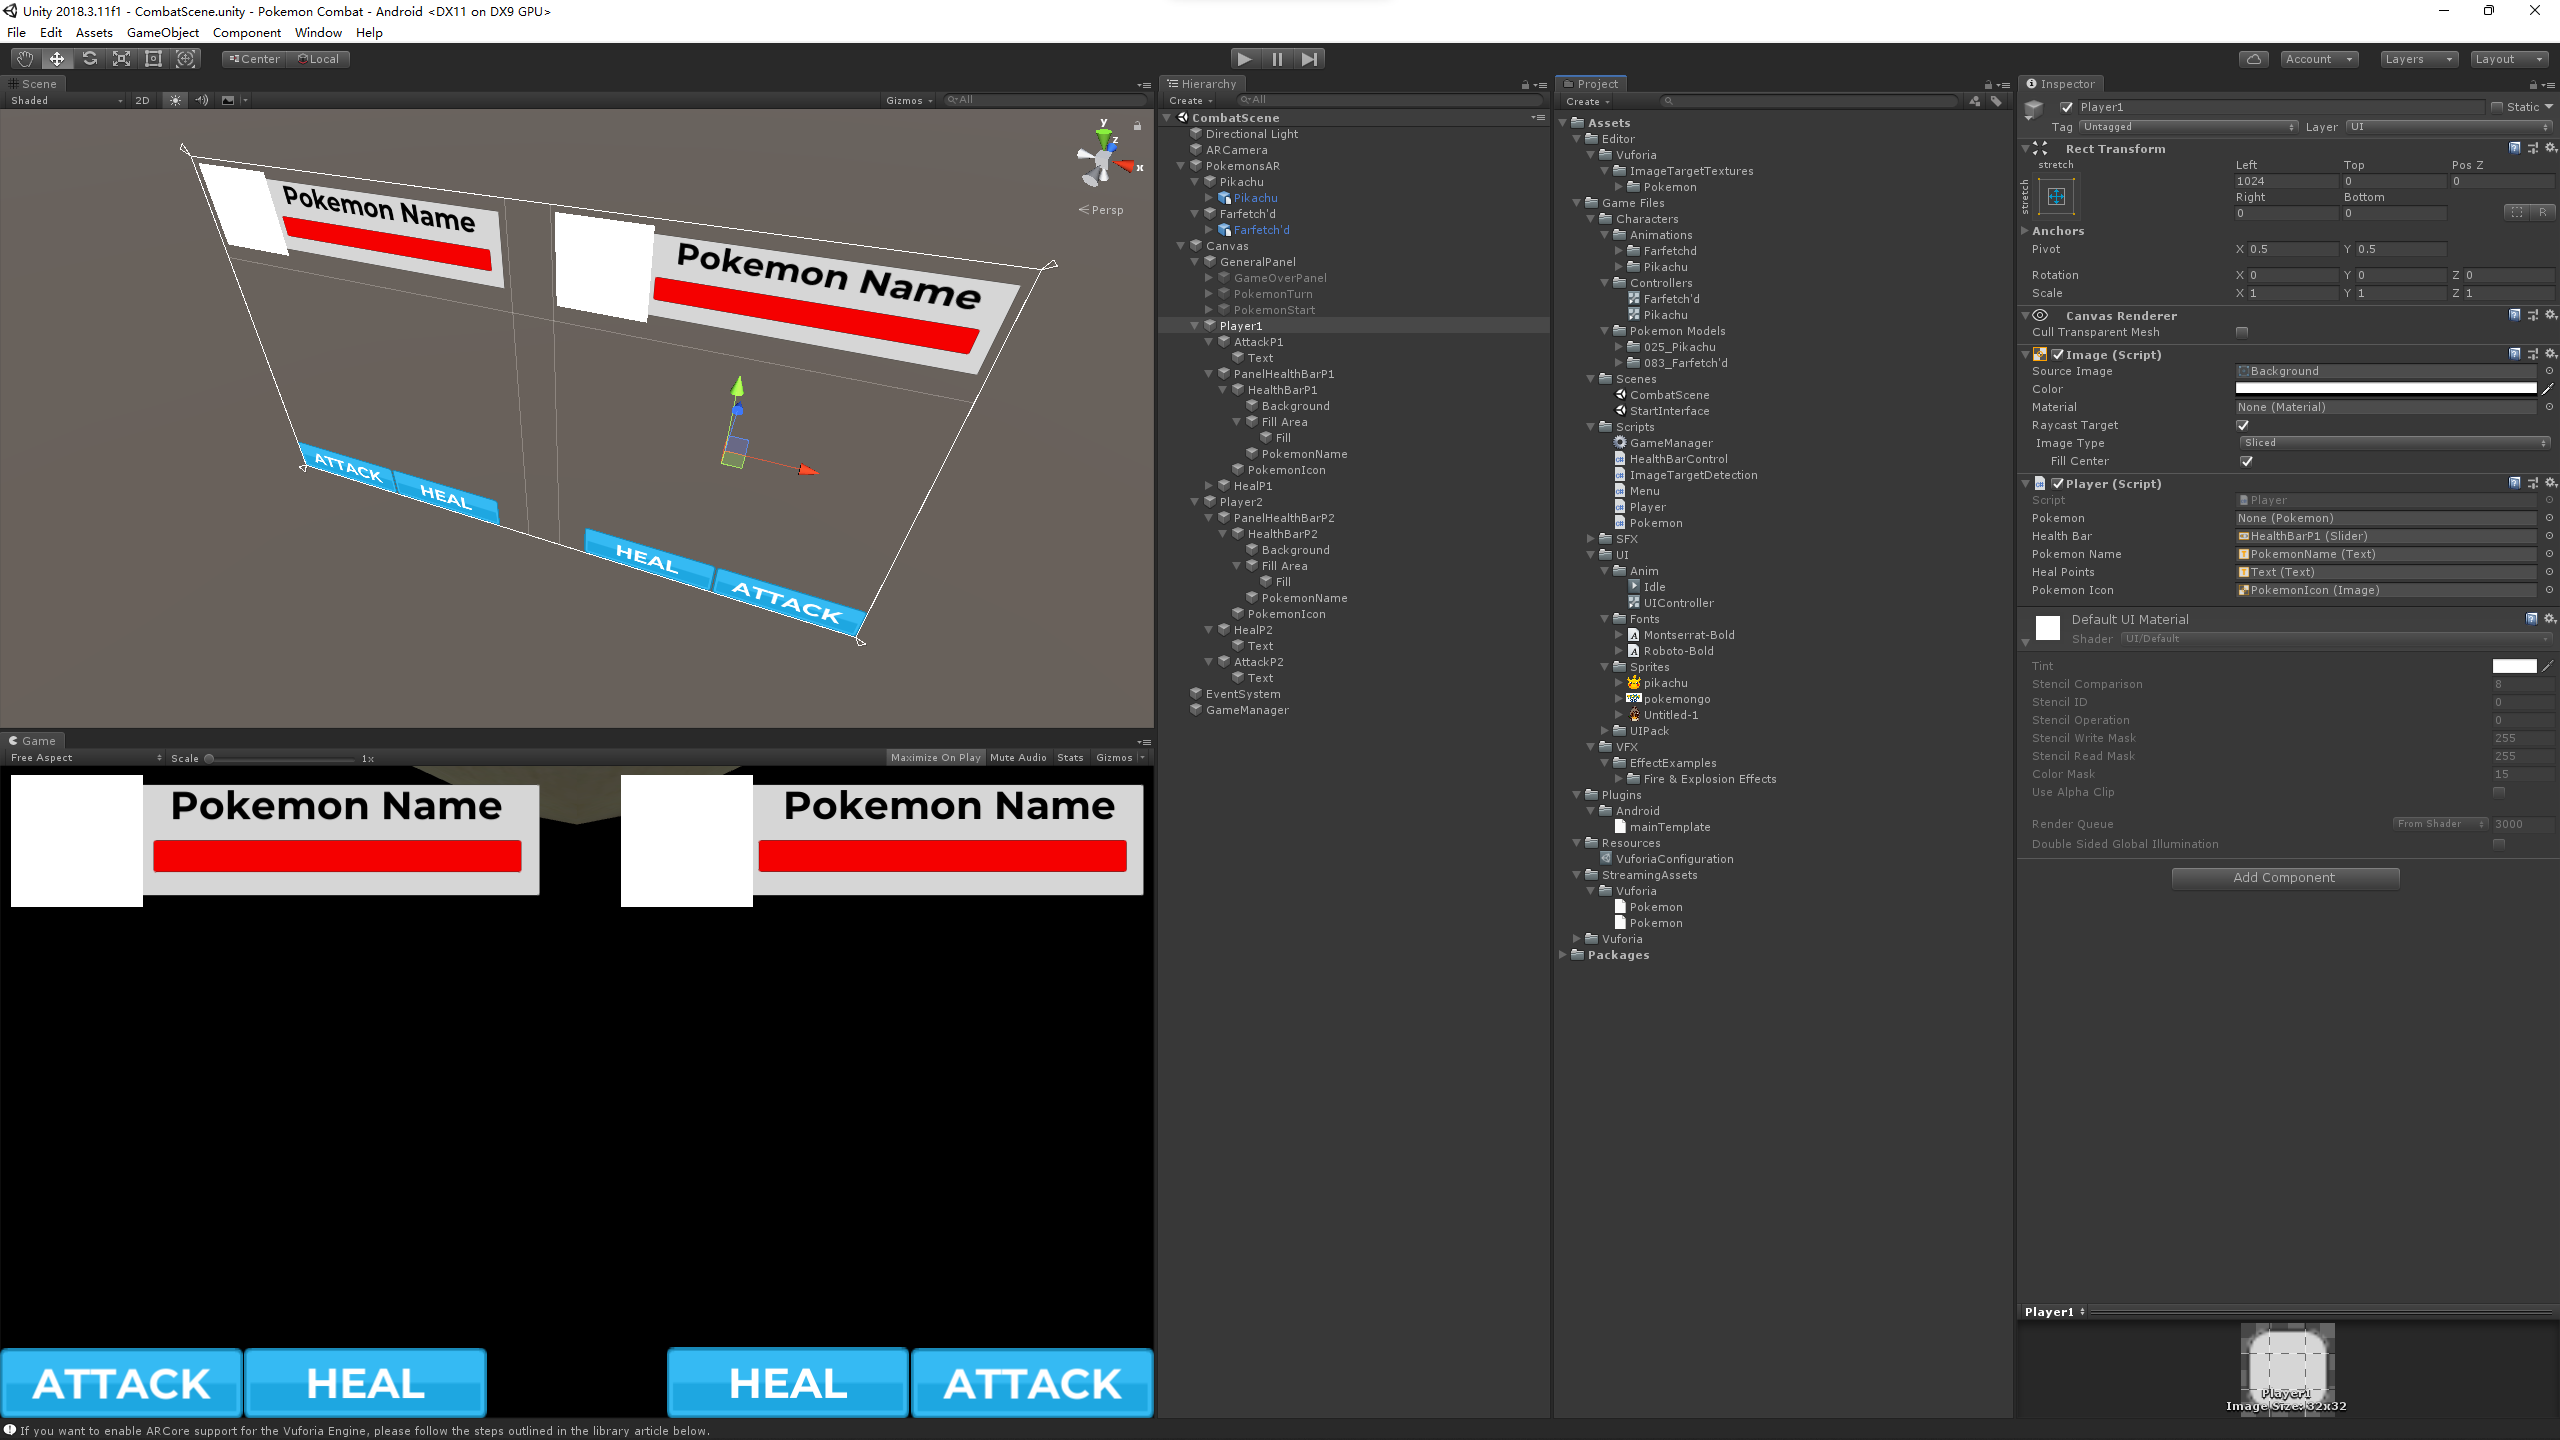 Unity 2018.3.11f1 - CombatScene.unity - Pokemon Combat - Android <DX11 on DX9 GPU>
File Edit Assets GameObject Component Window Help
Center Local
Account Layers Layout
Scene
Shaded 2D Gizmos All
y
z
x
Persp
Pokemon Name
Pokemon Name
ATTACK
HEAL
HEAL
ATTACK
Game
Free Aspect Scale 1x Maximize On Play Mute Audio Stats Gizmos
Pokemon Name
Pokemon Name
ATTACK
HEAL
HEAL
ATTACK
If you want to enable ARCore support for the Vuforia Engine, please follow the steps outlined in the library article below.
Hierarchy
Create All
CombatScene
Directional Light
ARCamera
PokemonsAR
Pikachu
Pikachu
Farfetch'd
Farfetch'd
Canvas
GeneralPanel
GameOverPanel
PokemonTurn
PokemonStart
Player1
AttackP1
Text
PanelHealthBarP1
HealthBarP1
Background
Fill Area
Fill
PokemonName
PokemonIcon
HealP1
Player2
PanelHealthBarP2
HealthBarP2
Background
Fill Area
Fill
PokemonName
PokemonIcon
HealP2
Text
AttackP2
Text
EventSystem
GameManager
Project
Create
Assets
Editor
Vuforia
ImageTargetTextures
Pokemon
Game Files
Characters
Animations
Farfetchd
Pikachu
Controllers
Farfetch'd
Pikachu
Pokemon Models
025_Pikachu
083_Farfetch'd
Scenes
CombatScene
StartInterface
Scripts
GameManager
HealthBarControl
ImageTargetDetection
Menu
Player
Pokemon
SFX
UI
Anim
Idle
UIController
Fonts
Montserrat-Bold
Roboto-Bold
Sprites
pikachu
pokemongo
Untitled-1
UIPack
VFX
EffectExamples
Fire & Explosion Effects
Plugins
Android
mainTemplate
Resources
VuforiaConfiguration
StreamingAssets
Vuforia
Pokemon
Pokemon
Vuforia
Packages
Inspector
Player1 Static
Tag Untagged Layer UI
Rect Transform
stretch
stretch
Left Top Pos Z
1024 0 0
Right Bottom
0 0 R
Anchors
Pivot X 0.5 Y 0.5
Rotation X 0 Y 0 Z 0
Scale X 1 Y 1 Z 1
Canvas Renderer
Cull Transparent Mesh
Image (Script)
Source Image Background
Color
Material None (Material)
Raycast Target
Image Type Sliced
Fill Center
Player (Script)
Script Player
Pokemon None (Pokemon)
Health Bar HealthBarP1 (Slider)
Pokemon Name PokemonName (Text)
Heal Points Text (Text)
Pokemon Icon PokemonIcon (Image)
Default UI Material
Shader UI/Default
Tint
Stencil Comparison 8
Stencil ID 0
Stencil Operation 0
Stencil Write Mask 255
Stencil Read Mask 255
Color Mask 15
Use Alpha Clip
Render Queue From Shader 3000
Double Sided Global Illumination
Add Component
Player1
Player1
Image Size: 32x32